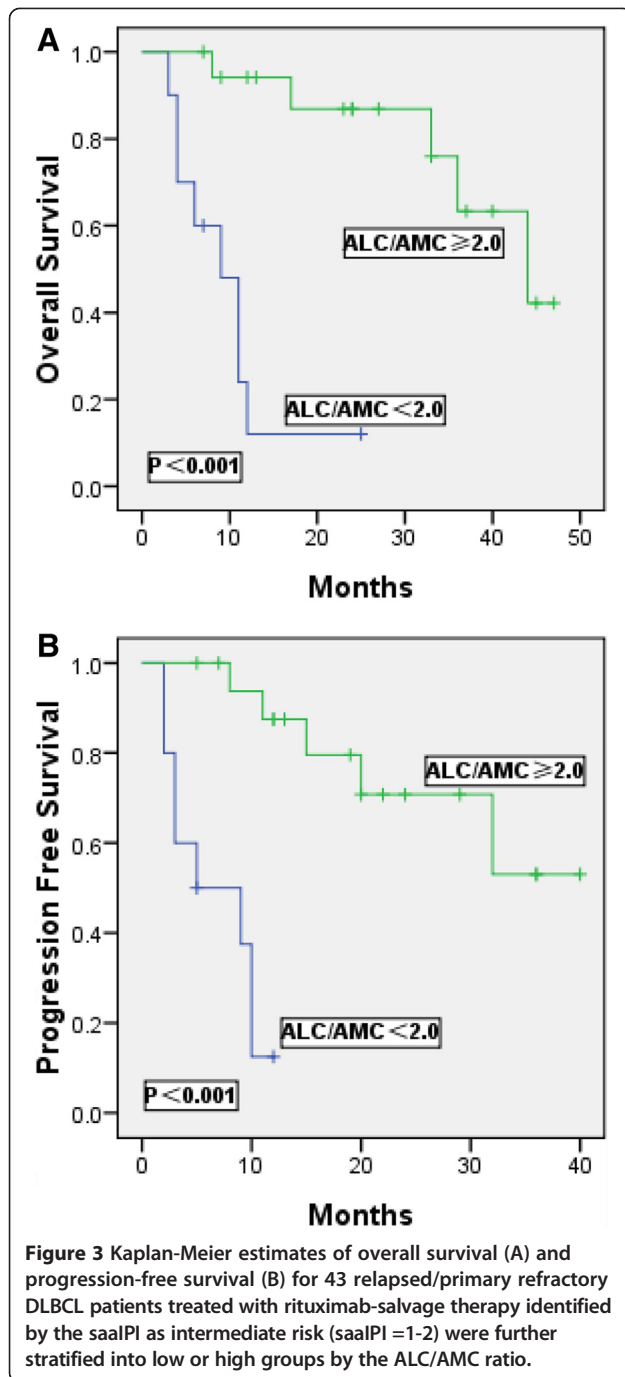 A
1.0
0.8
0.6
0.4
0.2
0.0
Overall Survival
ALC/AMC≥2.0
ALC/AMC<2.0
P<0.001
0 10 20 30 40 50
Months
B
1.0
0.8
0.6
0.4
0.2
0.0
Progression Free Survival
ALC/AMC≥2.0
ALC/AMC<2.0
P<0.001
0 10 20 30 40
Months
Figure 3 Kaplan-Meier estimates of overall survival (A) and
progression-free survival (B) for 43 relapsed/primary refractory
DLBCL patients treated with rituximab-salvage therapy identified
by the saaIPI as intermediate risk (saaIPI =1-2) were further
stratified into low or high groups by the ALC/AMC ratio.